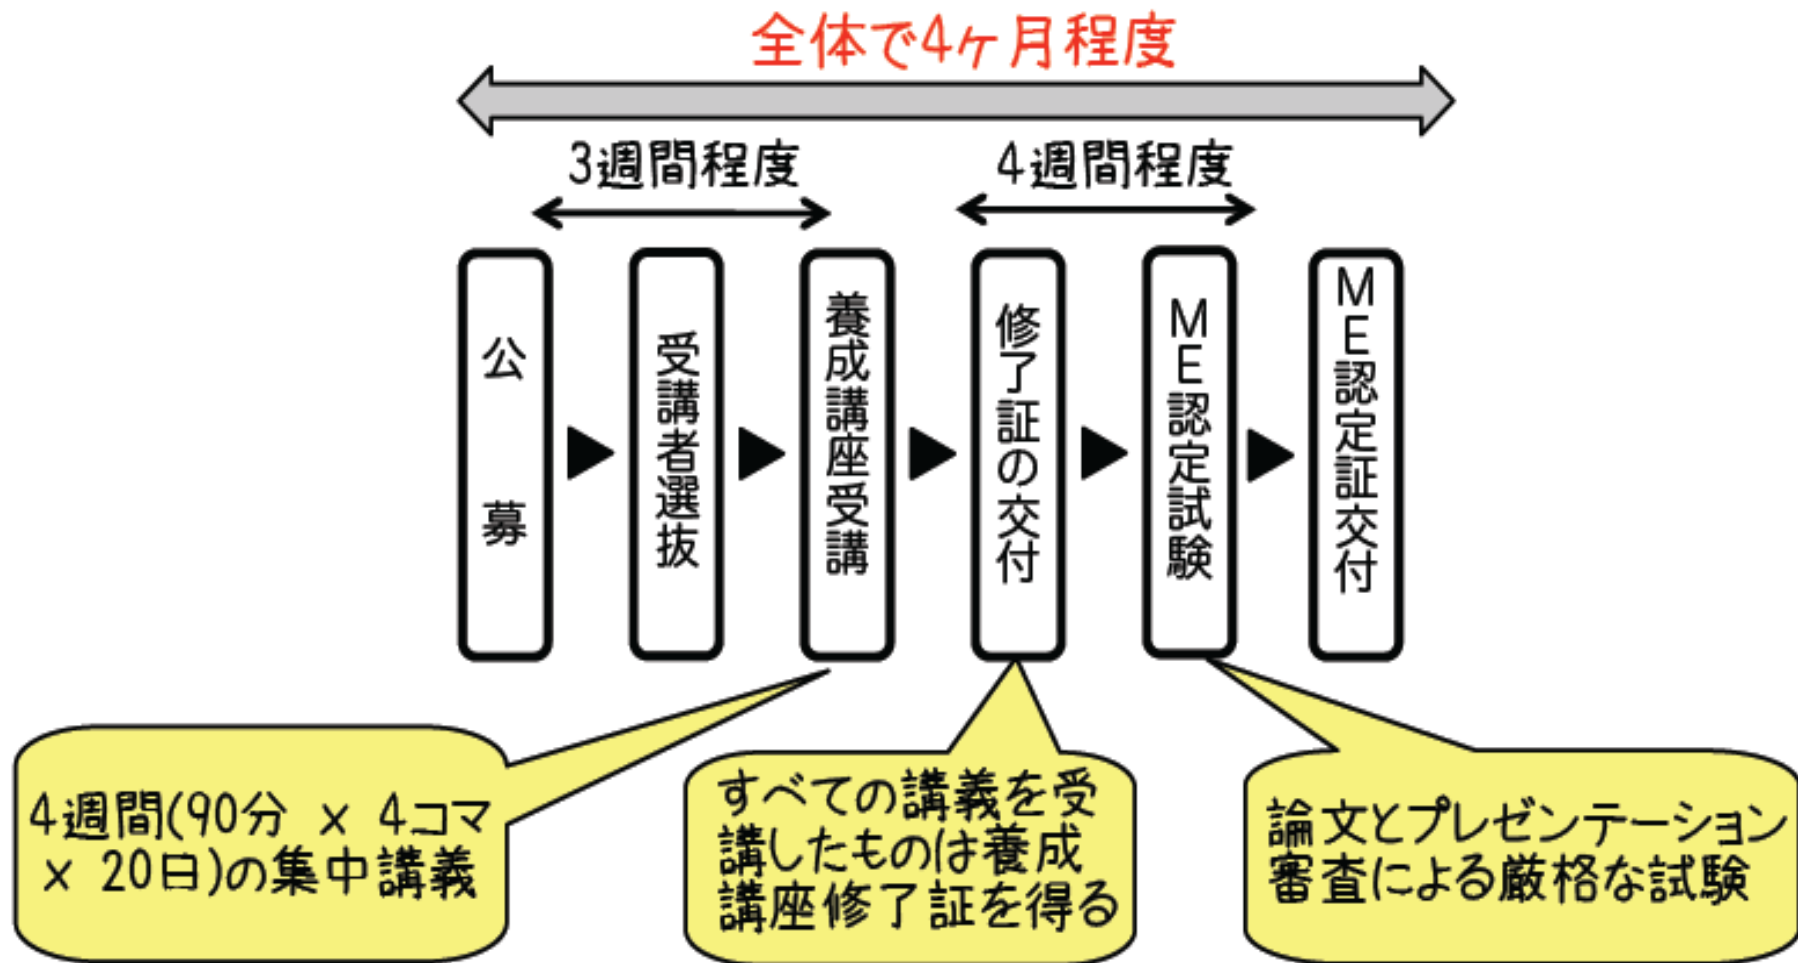 全体で4ヶ月程度
3週間程度
4週間程度
公募
受講者選抜
養成講座受講
修了証の交付
ME認定試験
ME認定証交付
4週間(90分 x 4コマ
x 20日)の集中講義
すべての講義を受
講したものは養成
講座修了証を得る
論文とプレゼンテーション
審査による厳格な試験